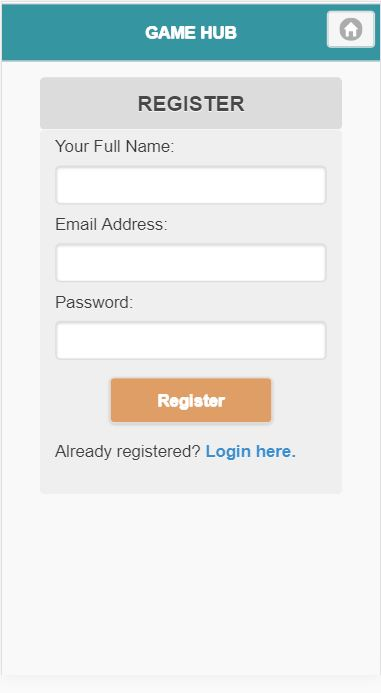 GAME HUB
REGISTER
Your Full Name:
Email Address:
Password:
Register
Already registered? Login here.